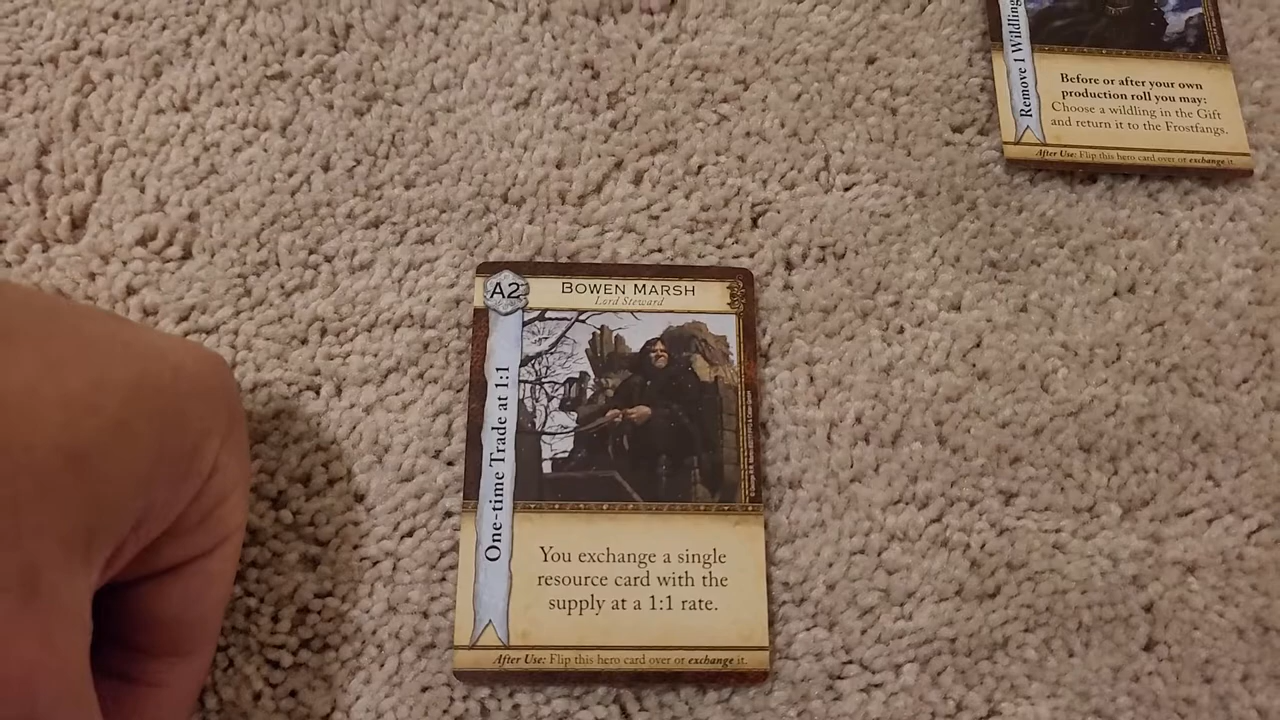 Remove 1 Wildling
Before or after your own
production roll you may:
Choose a wildling in the Gift
and return it to the Frostfangs.
After Use: Flip this hero card over or exchange it.
A2
BOWEN MARSH
Lord Steward
One-time Trade at 1:1
You exchange a single
resource card with the
supply at a 1:1 rate.
After Use: Flip this hero card over or exchange it.